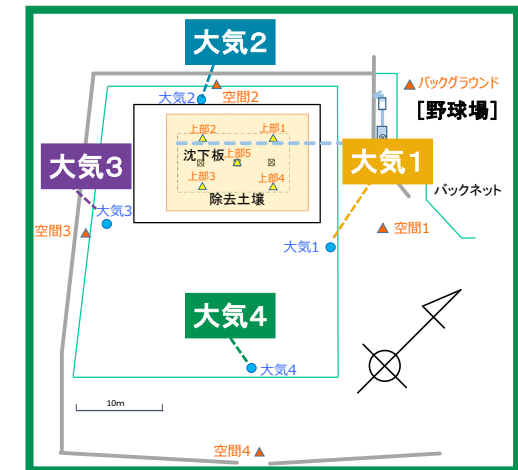 大気２
バックグラウンド
[野球場]
大気2
空間2
上部2
上部1
大気３
沈下板
上部5
大気１
上部3
上部4
バックネット
除去土壌
大気3
空間3
空間1
大気1
大気４
大気4
10m
空間4